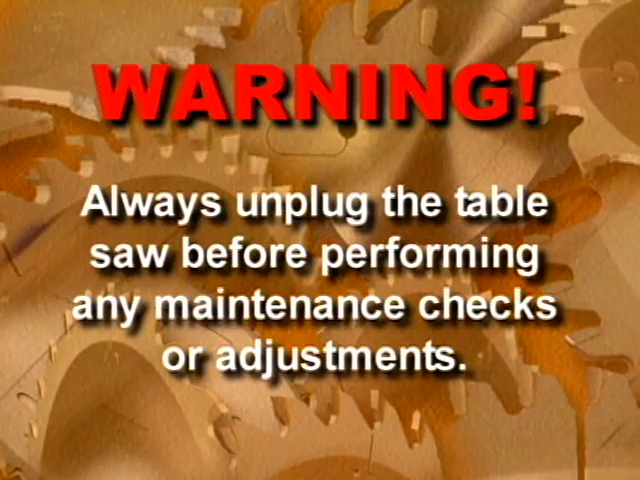 WARNING!
Always unplug the table
saw before performing
any maintenance checks
or adjustments.